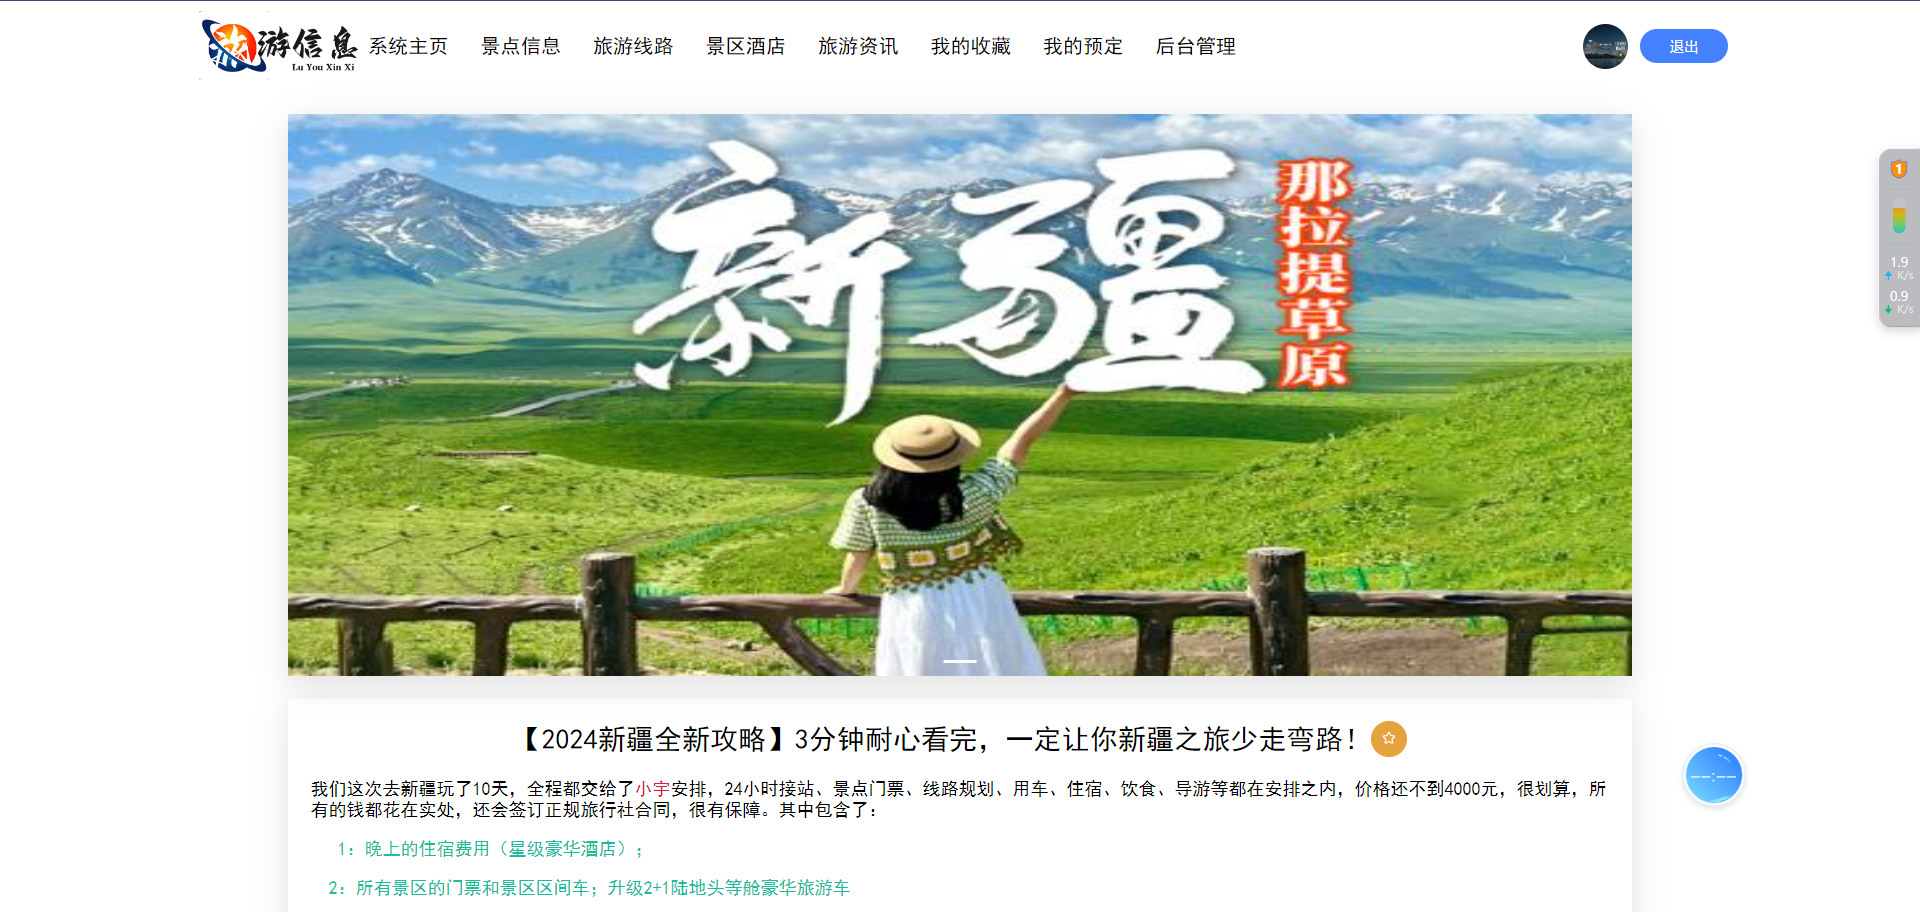 旅游信息
Lu You Xin Xi
系统主页 景点信息 旅游线路 景区酒店 旅游资讯 我的收藏 我的预定 后台管理
退出
新疆
那拉提草原
1
1.9
K/s
0.9
K/s
【2024新疆全新攻略】3分钟耐心看完，一定让你新疆之旅少走弯路！
--:--
我们这次去新疆玩了10天，全程都交给了小宇安排，24小时接站、景点门票、线路规划、用车、住宿、饮食、导游等都在安排之内，价格还不到4000元，很划算，所
有的钱都花在实处，还会签订正规旅行社合同，很有保障。其中包含了：
1：晚上的住宿费用（星级豪华酒店）；
2：所有景区的门票和景区区间车；升级2+1陆地头等舱豪华旅游车